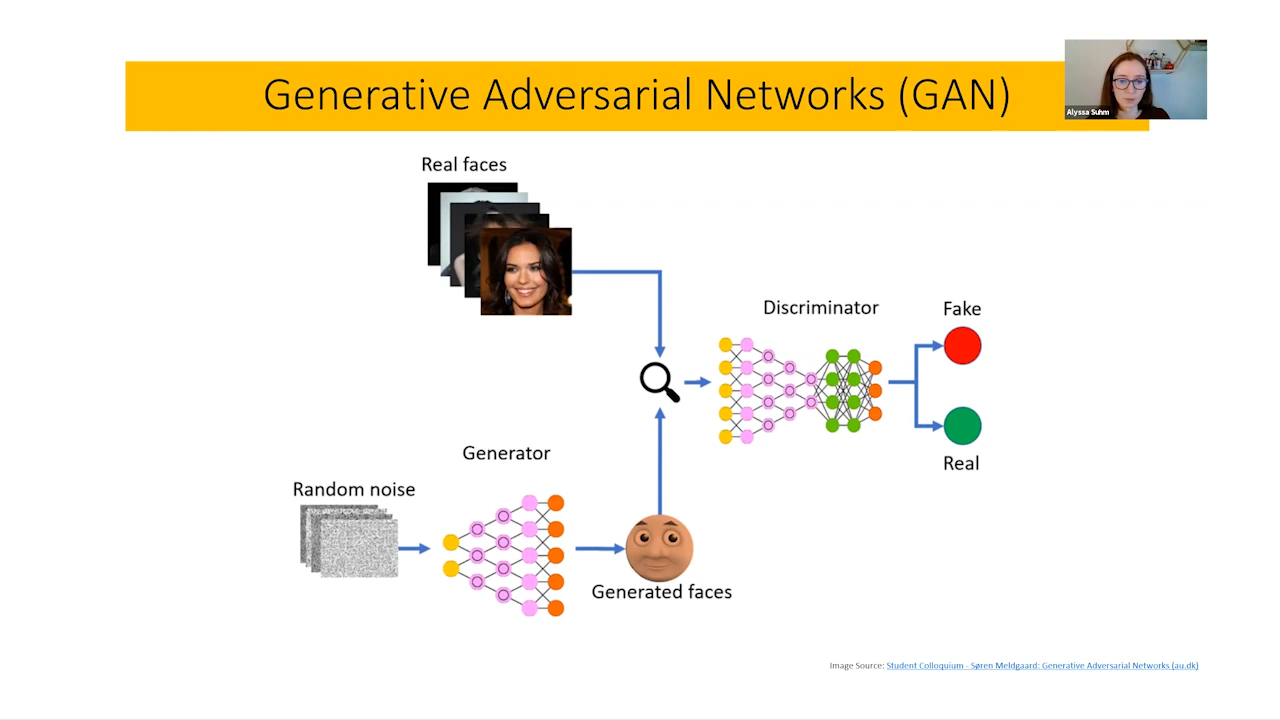 Generative Adversarial Networks (GAN)
Alyssa Suhm
Real faces
Discriminator
Fake
Real
Generator
Random noise
Generated faces
Image Source: Student Colloquium - Søren Meldgaard: Generative Adversarial Networks (au.dk)